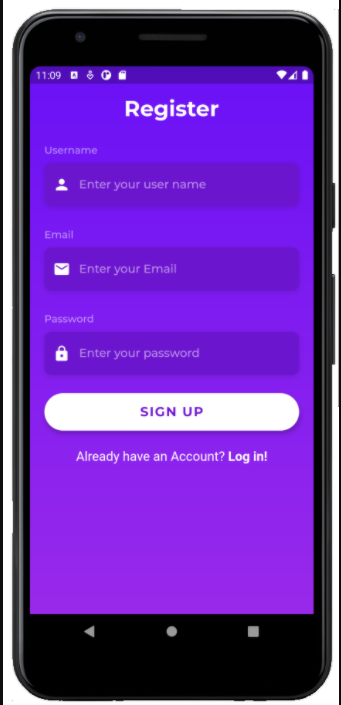 11:09
Register
Username
Enter your user name
Email
Enter your Email
Password
Enter your password
SIGN UP
Already have an Account? Log in!